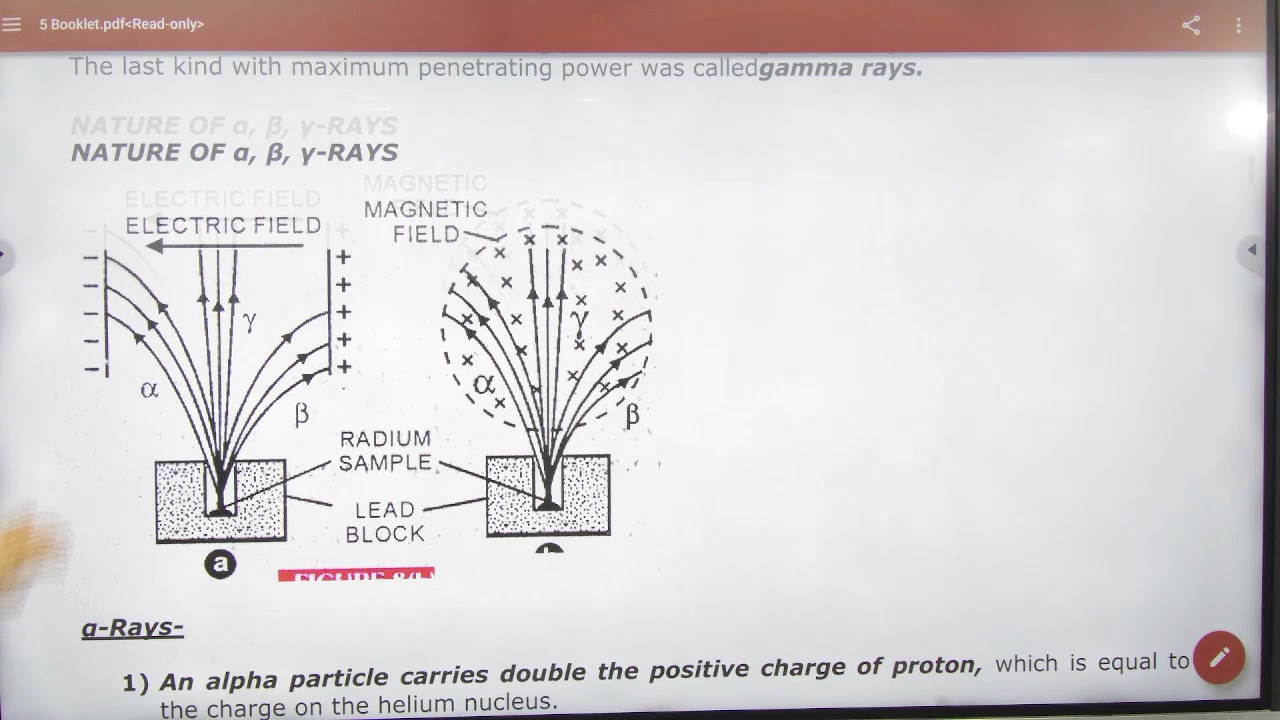 5 Booklet.pdf<Read-only>
The last kind with maximum penetrating power was calledgamma rays.
NATURE OF α, β, γ-RAYS
NATURE OF α, β, γ-RAYS
ELECTRIC FIELD
ELECTRIC FIELD
MAGNETIC
MAGNETIC
FIELD
γ
α
β
γ
α
β
RADIUM
SAMPLE
LEAD
BLOCK
a
α-Rays-
1) An alpha particle carries double the positive charge of proton, which is equal to
the charge on the helium nucleus.